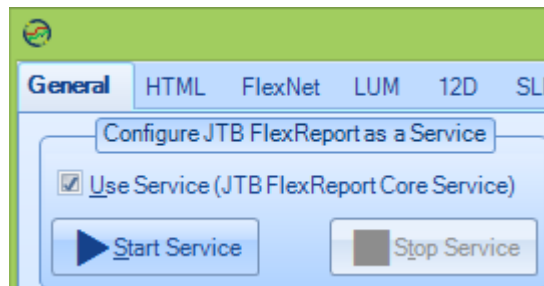 General HTML FlexNet LUM 12D
Configure JTB FlexReport as a Service
Use Service (JTB FlexReport Core Service)
Start Service Stop Service